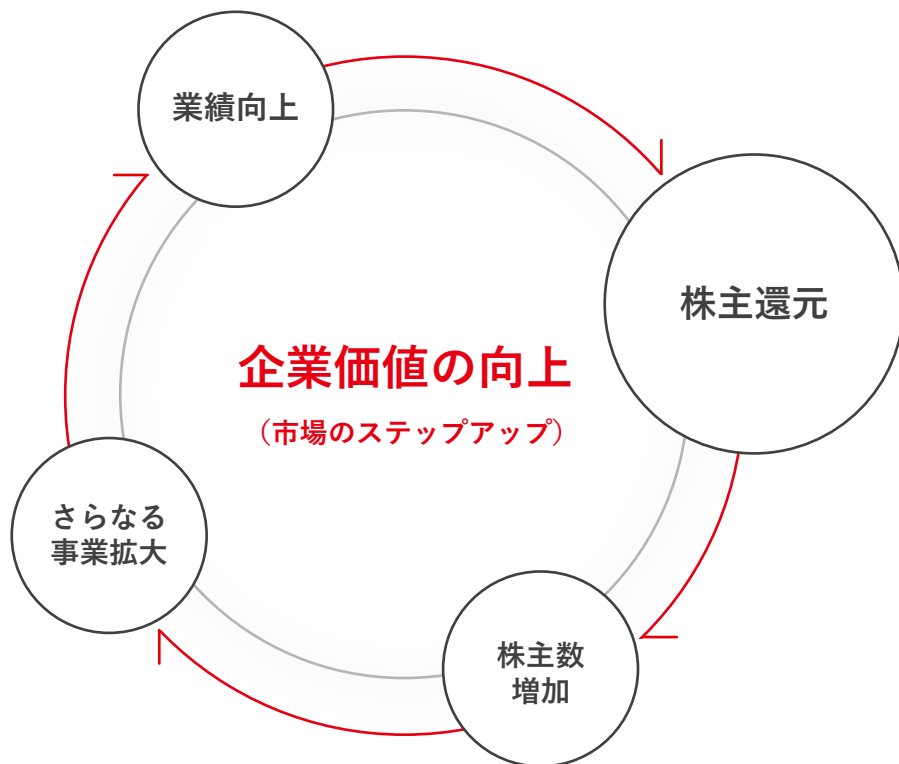 業績向上
株主還元
企業価値の向上
（市場のステップアップ）
さらなる
事業拡大
株主数
増加